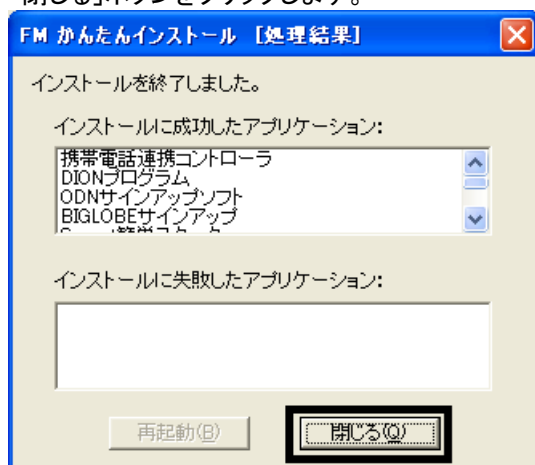 閉じる」ボタンをクリックします。
FM かんたんインストール [処理結果]
インストールを終了しました。
インストールに成功したアプリケーション:
携帯電話連携コントローラ
DIONプログラム
ODNサインアップソフト
BIGLOBEサインアップ
インストールに失敗したアプリケーション:
再起動(B)
閉じる(Q)